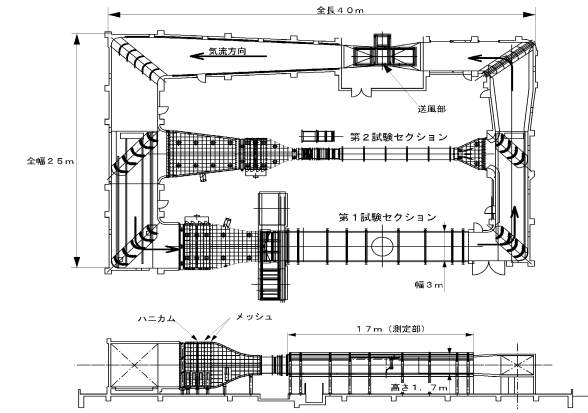 全長40m
気流方向
送風部
第2試験セクション
全幅25m
第1試験セクション
幅3m
ハニカム
メッシュ
17m(測定部)
高さ1.7m